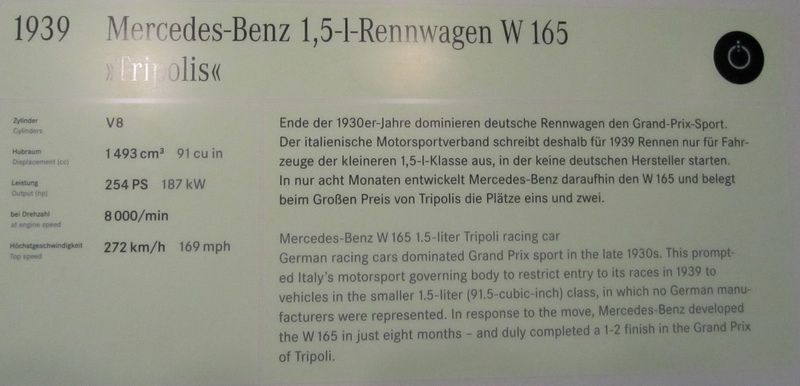 1939 Mercedes-Benz 1,5-l-Rennwagen W 165
»Tripolis«
Zylinder V8
Cylinders
Hubraum 1 493 cm³ 91 cu in
Displacement (cc)
Leistung 254 PS 187 kW
Output (hp)
bei Drehzahl 8 000/min
at engine speed
Höchstgeschwindigkeit 272 km/h 169 mph
Top speed
Ende der 1930er-Jahre dominieren deutsche Rennwagen den Grand-Prix-Sport.
Der italienische Motorsportverband schreibt deshalb für 1939 Rennen nur für Fahr-
zeuge der kleineren 1,5-l-Klasse aus, in der keine deutschen Hersteller starten.
In nur acht Monaten entwickelt Mercedes-Benz daraufhin den W 165 und belegt
beim Großen Preis von Tripolis die Plätze eins und zwei.
Mercedes-Benz W 165 1.5-liter Tripoli racing car
German racing cars dominated Grand Prix sport in the late 1930s. This prompt-
ed Italy's motorsport governing body to restrict entry to its races in 1939 to
vehicles in the smaller 1.5-liter (91.5-cubic-inch) class, in which no German manu-
facturers were represented. In response to the move, Mercedes-Benz developed
the W 165 in just eight months – and duly completed a 1-2 finish in the Grand Prix
of Tripoli.